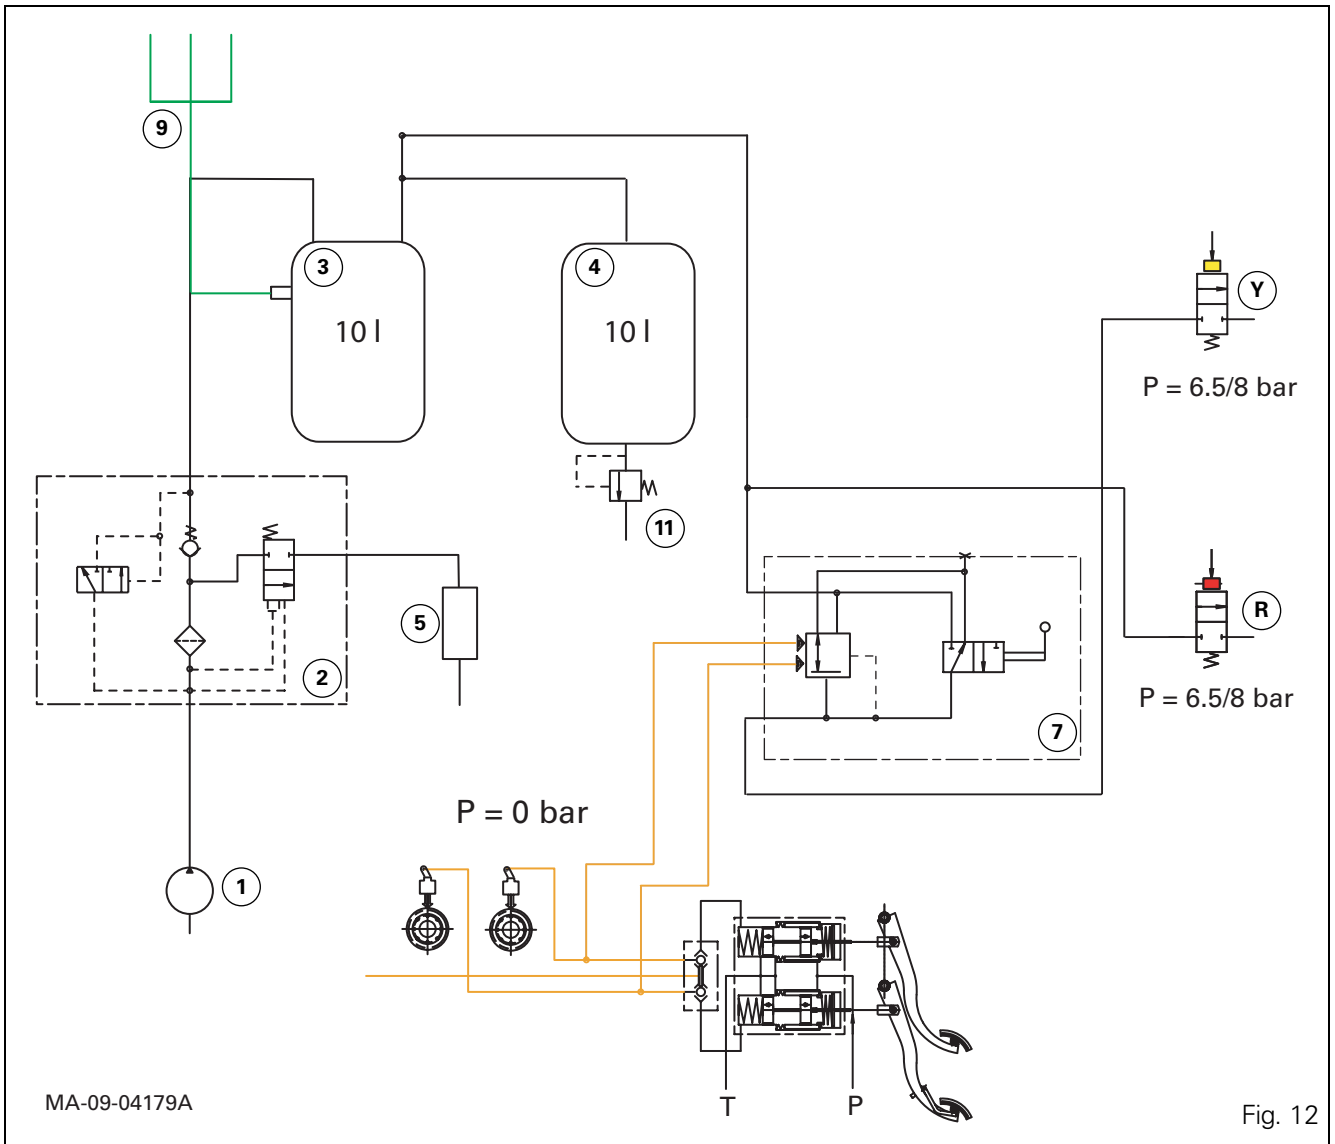 9
3
4
10 l
10 l
Y
P = 6.5/8 bar
11
5
R
2
P = 6.5/8 bar
7
P = 0 bar
1
T
P
MA-09-04179A
Fig. 12